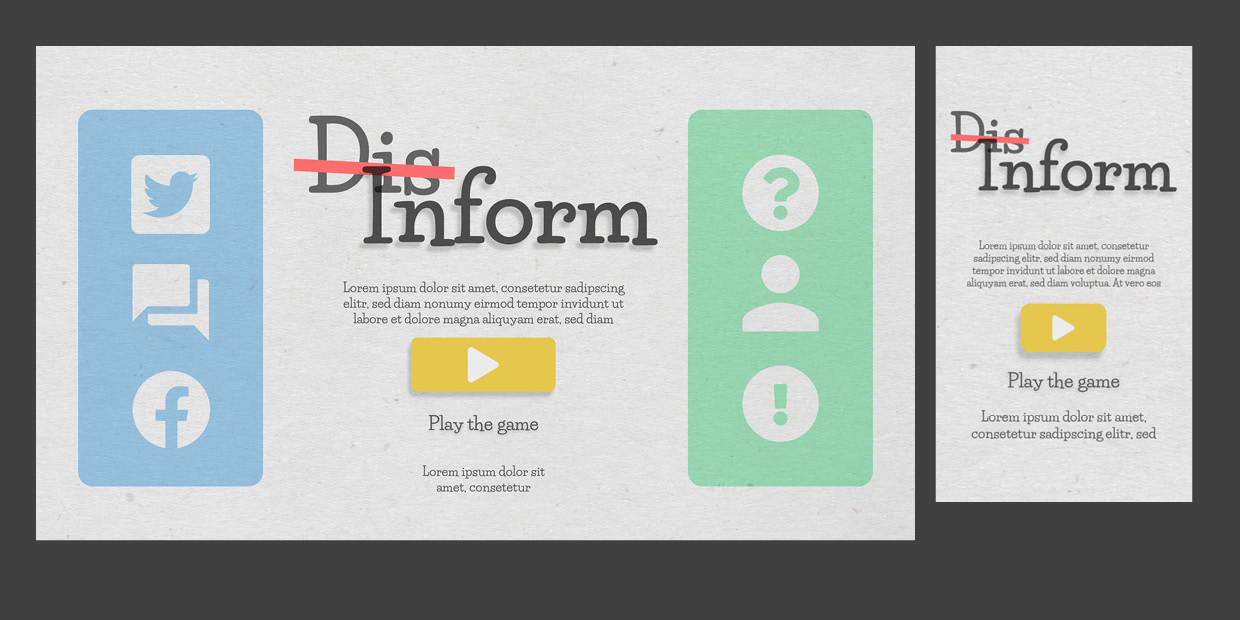 Dis
Inform
Lorem ipsum dolor sit amet, consetetur sadipscing
elitr, sed diam nonumy eirmod tempor invidunt ut
labore et dolore magna aliquyam erat, sed diam
Play the game
Lorem ipsum dolor sit
amet, consetetur
?
!
Dis
Inform
Lorem ipsum dolor sit amet, consetetur
sadipscing elitr, sed diam nonumy eirmod
tempor invidunt ut labore et dolore magna
aliquyam erat, sed diam voluptua. At vero eos
Play the game
Lorem ipsum dolor sit amet,
consetetur sadipscing elitr, sed